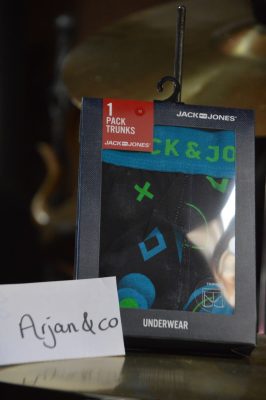 JACK & JONES®
1
PACK
TRUNKS
JACK & JONES®
CK & JO
UNDERWEAR
Arjan & co